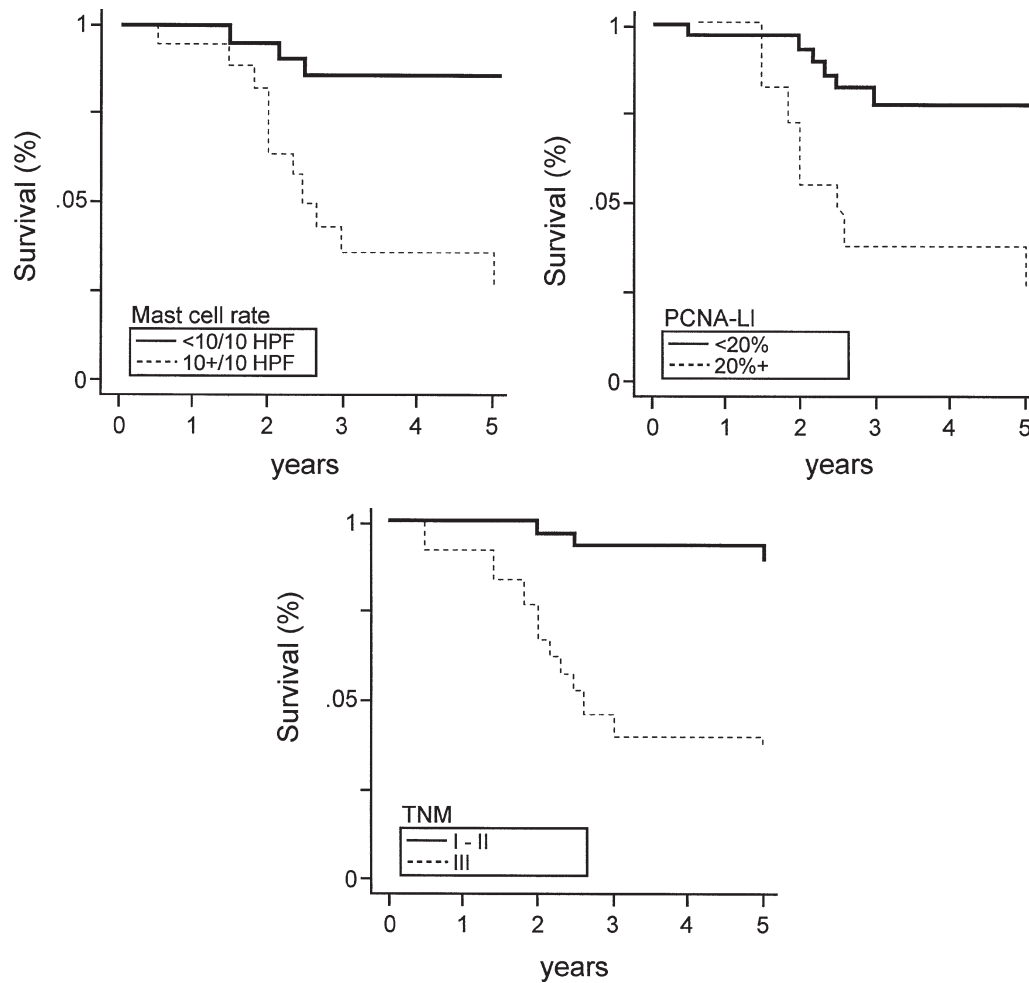 1
.05
0
Survival (%)
Mast cell rate
<10/10 HPF
10+/10 HPF
0 1 2 3 4 5
years
1
.05
0
Survival (%)
PCNA-LI
<20%
20%+
0 1 2 3 4 5
years
1
.05
0
Survival (%)
TNM
I - II
III
0 1 2 3 4 5
years